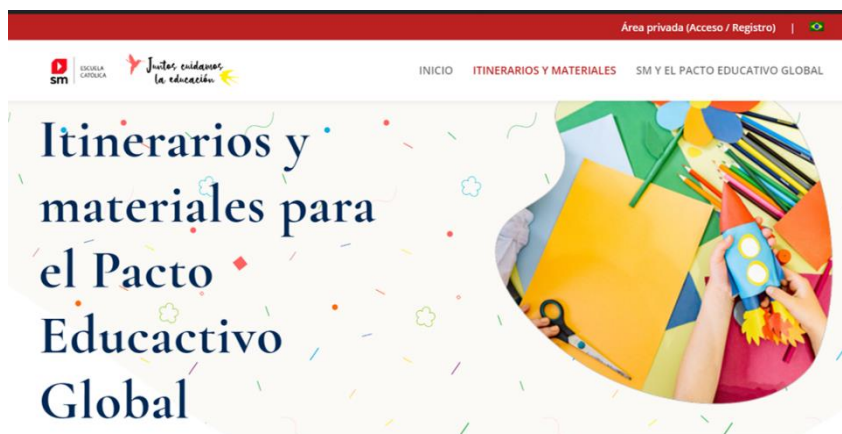 Área privada (Acceso / Registro) |
sm ESCUELA CATÓLICA
Juntos cuidamos
la educación
INICIO ITINERARIOS Y MATERIALES SM Y EL PACTO EDUCATIVO GLOBAL
Itinerarios y
materiales para
el Pacto
Educactivo
Global